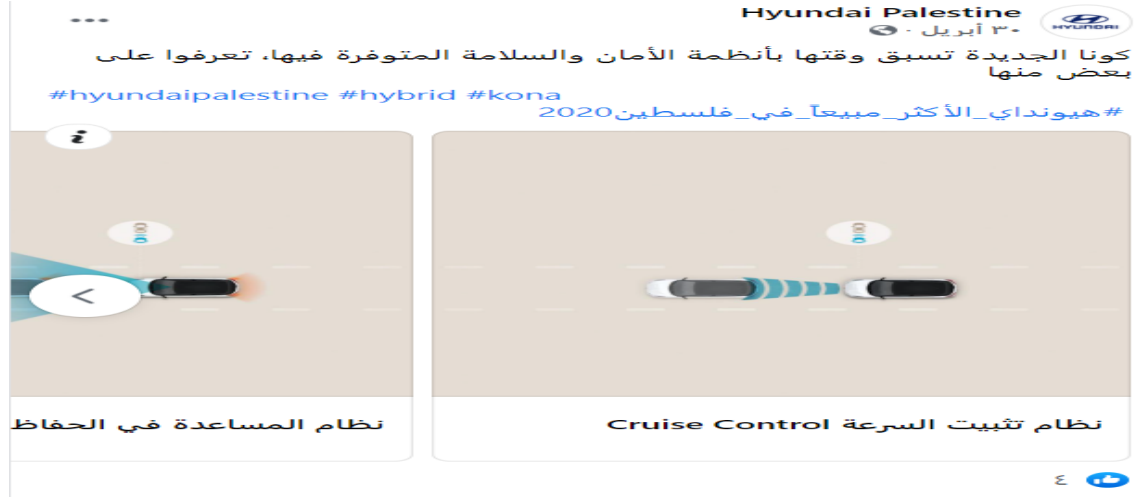 Hyundai Palestine
٣٠ أبريل ·
HYUNDAI
كونا الجديدة تسبق وقتها بأنظمة الأمان والسلامة المتوفرة فيها، تعرفوا على
بعض منها
#hyundaipalestine #hybrid #kona
#هيونداي_الأكثر_مبيعاً_في_فلسطين2020
نظام تثبيت السرعة Cruise Control
نظام المساعدة في الحفاظ
٤